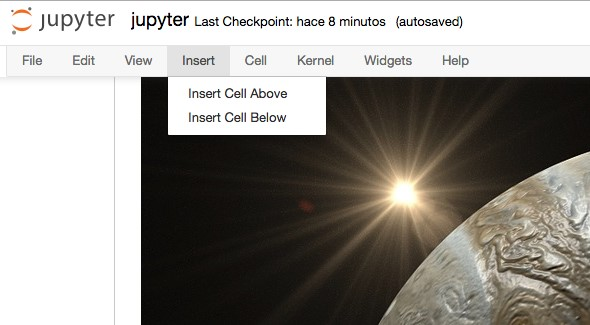 jupyter jupyter Last Checkpoint: hace 8 minutos (autosaved)
File Edit View Insert Cell Kernel Widgets Help
Insert Cell Above
Insert Cell Below